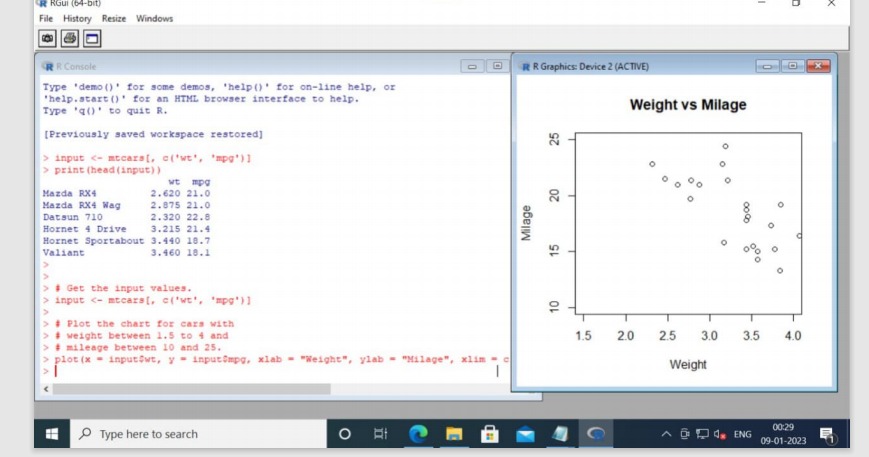 RGui (64-bit)
File History Resize Windows
R Console
Type 'demo()' for some demos, 'help()' for on-line help, or
'help.start()' for an HTML browser interface to help.
Type 'q()' to quit R.
[Previously saved workspace restored]
> input <- mtcars[, c('wt', 'mpg')]
> print(head(input))
wt mpg
Mazda RX4 2.620 21.0
Mazda RX4 Wag 2.875 21.0
Datsun 710 2.320 22.8
Hornet 4 Drive 3.215 21.4
Hornet Sportabout 3.440 18.7
Valiant 3.460 18.1
>
>
> # Get the input values.
> input <- mtcars[, c('wt', 'mpg')]
>
> # Plot the chart for cars with
> # weight between 1.5 to 4 and
> # mileage between 10 and 25.
> plot(x = input$wt, y = input$mpg, xlab = "Weight", ylab = "Milage", xlim = c
>
R Graphics: Device 2 (ACTIVE)
Weight vs Milage
Milage
25
20
15
10
1.5 2.0 2.5 3.0 3.5 4.0
Weight
Type here to search
ENG
00:29
09-01-2023
1